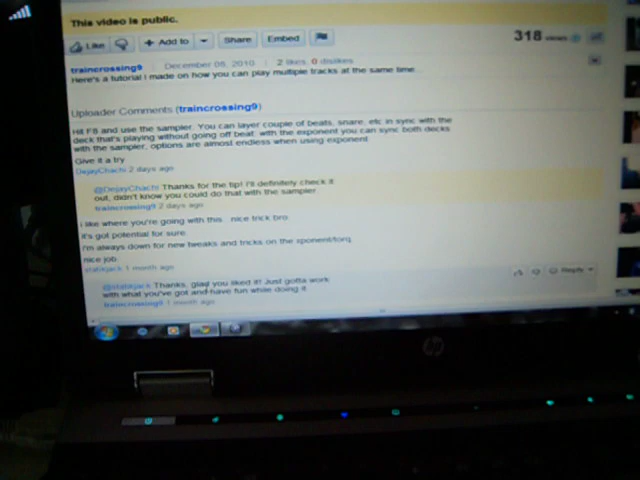 This video is public.
Like + Add to Share Embed 318 views
traincrossing9 December 05, 2010 2 likes, 0 dislikes
Here's a tutorial I made on how you can play multiple tracks at the same time.
Uploader Comments (traincrossing9)
Hit F8 and use the sampler. You can layer couple of beats, snare, etc in sync with the
deck that's playing without going off beat. with the exponent you can sync both decks
with the sampler, options are almost endless when using exponent
Give it a try
DejayChachi 2 days ago
@DejayChachi Thanks for the tip! I'll definitely check it
out, didn't know you could do that with the sampler.
traincrossing9 2 days ago
i like where you're going with this.. nice trick bro.
it's got potential for sure.
i'm always down for new tweaks and tricks on the xponent/torq.
nice job.
statikjack 1 month ago
Reply
@statikjack Thanks, glad you liked it! Just gotta work
with what you've got and have fun while doing it.
traincrossing9 1 month ago
hp